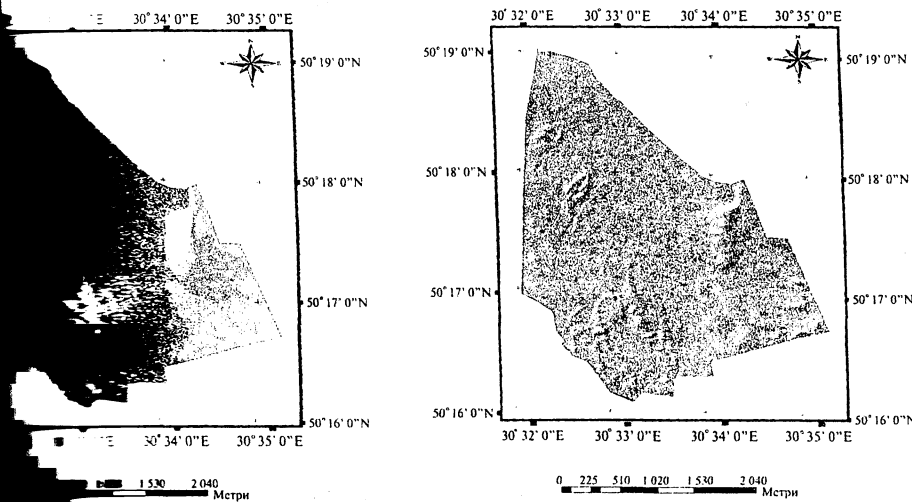 E 30° 34' 0"E 30° 35' 0"E
50° 19' 0"N
50° 18' 0"N
50° 17' 0"N
50° 16' 0"N
E 30° 34' 0"E 30° 35' 0"E
1 530 2 040
Мстри
30° 32' 0"E 30° 33' 0"E 30° 34' 0"E 30° 35' 0"E
50° 19' 0"N 50° 19' 0"N
50° 18' 0"N 50° 18' 0"N
50° 17' 0"N 50° 17' 0"N
50° 16' 0"N 50° 16' 0"N
30° 32' 0"E 30° 33' 0"E 30° 34' 0"E 30° 35' 0"E
0 225 510 1 020 1 530 2 040
Мстри